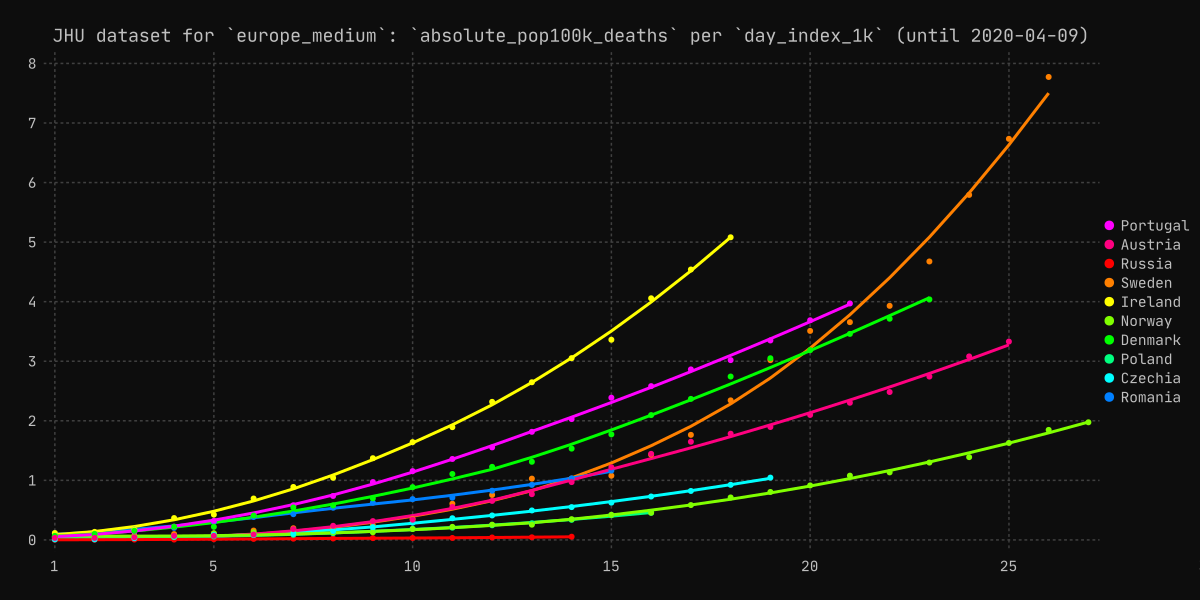 JHU dataset for `europe_medium`: `absolute_pop100k_deaths` per `day_index_1k` (until 2020-04-09)
8
7
6
5
4
3
2
1
0
1 5 10 15 20 25
Portugal
Austria
Russia
Sweden
Ireland
Norway
Denmark
Poland
Czechia
Romania